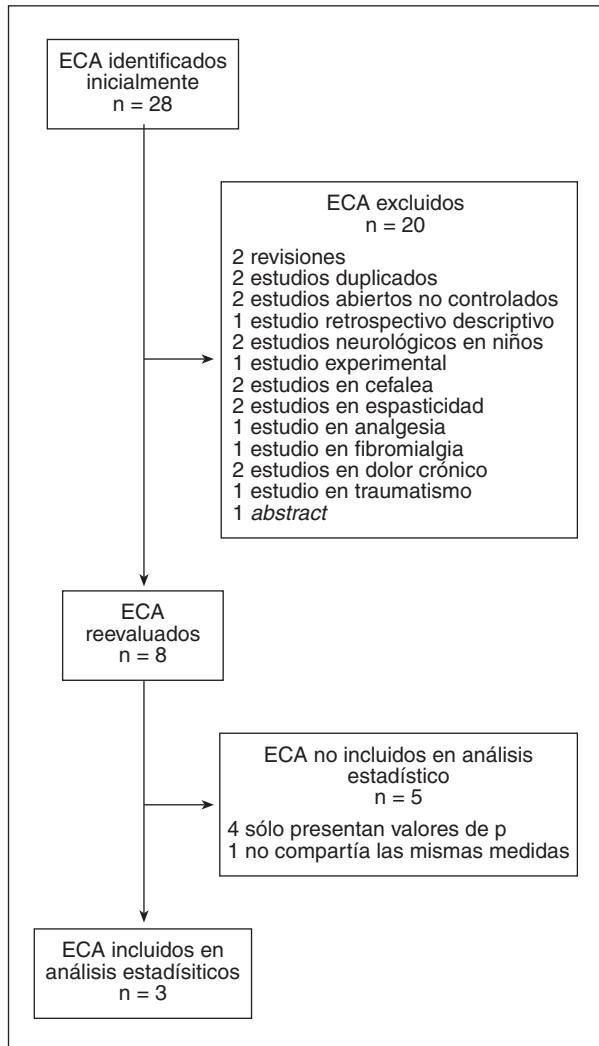 ECA identificados
inicialmente
n = 28
ECA excluidos
n = 20
2 revisiones
2 estudios duplicados
2 estudios abiertos no controlados
1 estudio retrospectivo descriptivo
2 estudios neurológicos en niños
1 estudio experimental
2 estudios en cefalea
2 estudios en espasticidad
1 estudio en analgesia
1 estudio en fibromialgia
2 estudios en dolor crónico
1 estudio en traumatismo
1 abstract
ECA
reevaluados
n = 8
ECA no incluidos en análisis
estadístico
n = 5
4 sólo presentan valores de p
1 no compartía las mismas medidas
ECA incluidos en
análisis estadísiticos
n = 3